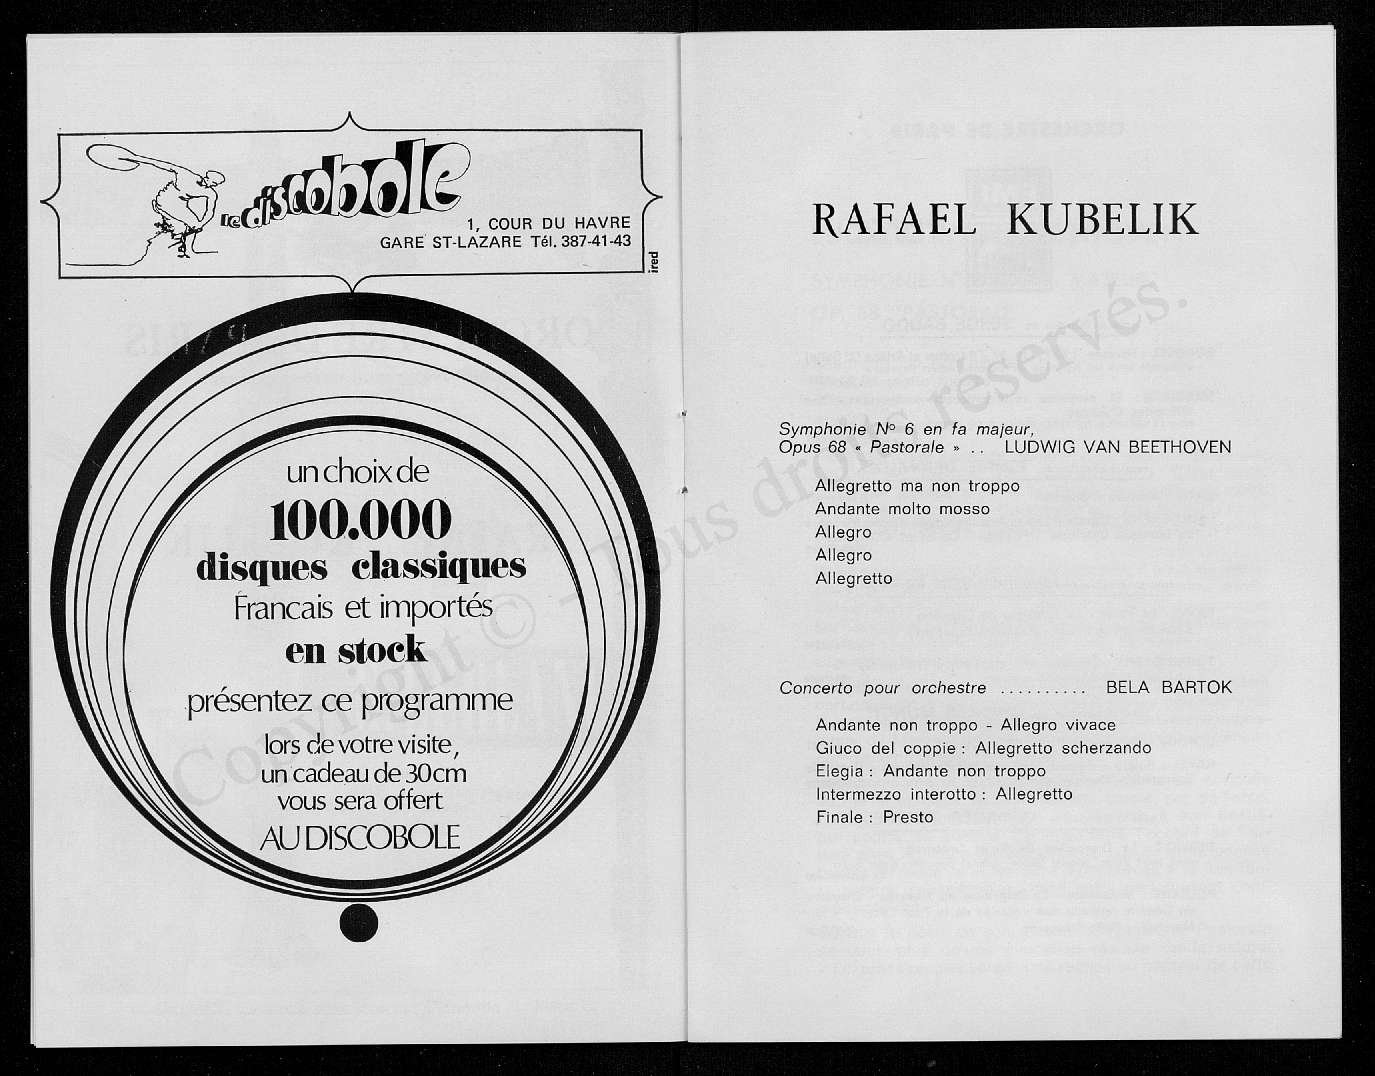 le discobole
1, COUR DU HAVRE
GARE ST-LAZARE Tél. 387-41-43
ired
un choix de
100.000
disques classiques
Francais et importés
en stock
présentez ce programme
lors de votre visite,
un cadeau de 30cm
vous sera offert
AU DISCOBOLE
RAFAEL KUBELIK
Symphonie No 6 en fa majeur,
Opus 68 « Pastorale » .. LUDWIG VAN BEETHOVEN
Allegretto ma non troppo
Andante molto mosso
Allegro
Allegro
Allegretto
Concerto pour orchestre .......... BELA BARTOK
Andante non troppo - Allegro vivace
Giuco del coppie : Allegretto scherzando
Elegia : Andante non troppo
Intermezzo interotto : Allegretto
Finale : Presto
Copyright © - Tous droits réservés.